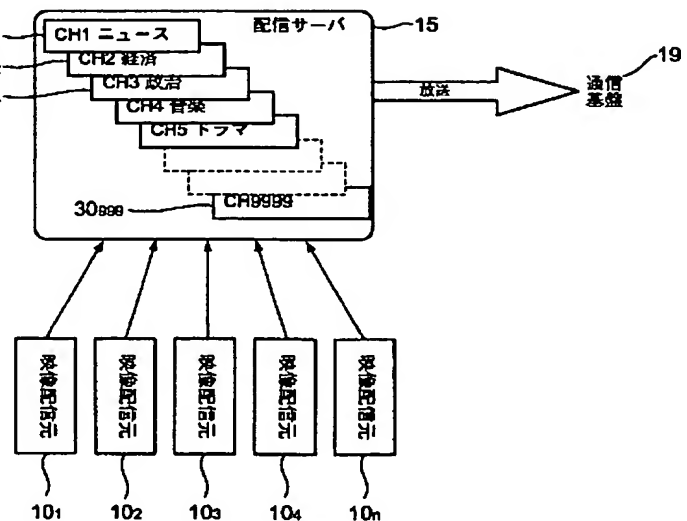 配信サーバ
15
CH1 ニュース
CH2 経済
CH3 政治
CH4 音楽
CH5 ドラマ
CH9999
30999
放送
通信
基盤
19
映像配信元
映像配信元
映像配信元
映像配信元
映像配信元
101
102
103
104
10n